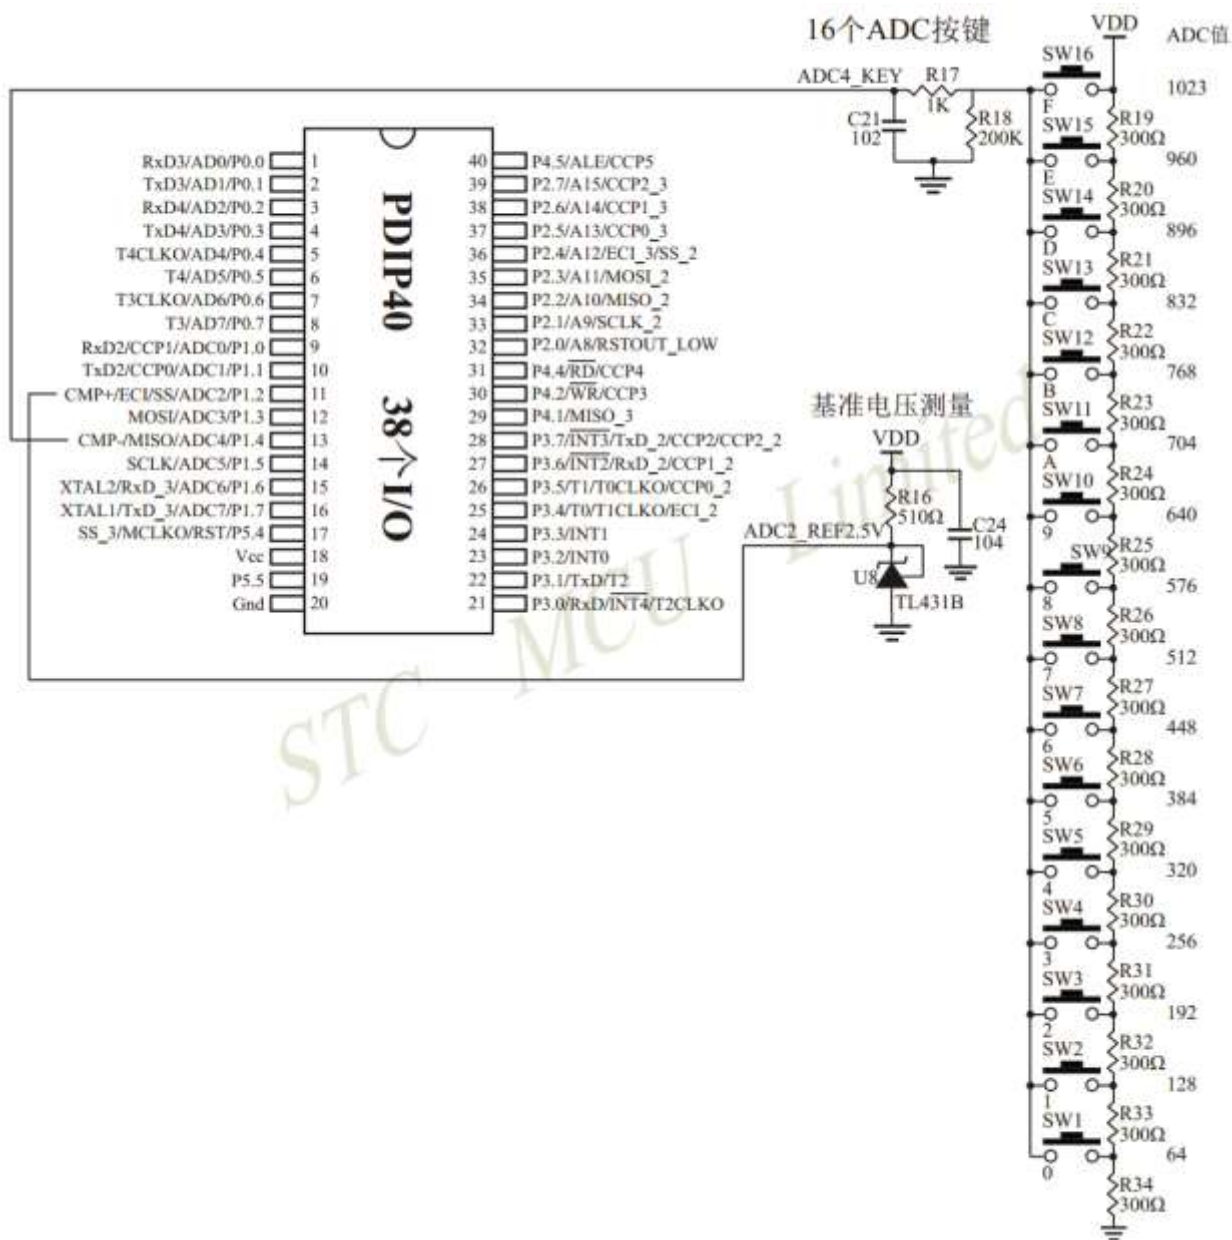 16个ADC按键
VDD
ADC值
ADC4_KEY
R17
1K
C21
102
R18
200K
SW16
F
1023
R19
300Ω
SW15
E
960
R20
300Ω
SW14
D
896
R21
300Ω
SW13
C
832
R22
300Ω
SW12
B
768
R23
300Ω
SW11
A
704
R24
300Ω
SW10
9
640
R25
300Ω
SW9
8
576
R26
300Ω
SW8
7
512
R27
300Ω
SW7
6
448
R28
300Ω
SW6
5
384
R29
300Ω
SW5
4
320
R30
300Ω
SW4
3
256
R31
300Ω
SW3
2
192
R32
300Ω
SW2
1
128
R33
300Ω
SW1
0
64
R34
300Ω
PDIP40 38个I/O
RxD3/AD0/P0.0 1
TxD3/AD1/P0.1 2
RxD4/AD2/P0.2 3
TxD4/AD3/P0.3 4
T4CLKO/AD4/P0.4 5
T4/AD5/P0.5 6
T3CLKO/AD6/P0.6 7
T3/AD7/P0.7 8
RxD2/CCP1/ADC0/P1.0 9
TxD2/CCP0/ADC1/P1.1 10
CMP+/ECI/SS/ADC2/P1.2 11
MOSI/ADC3/P1.3 12
CMP-/MISO/ADC4/P1.4 13
SCLK/ADC5/P1.5 14
XTAL2/RxD_3/ADC6/P1.6 15
XTAL1/TxD_3/ADC7/P1.7 16
SS_3/MCLKO/RST/P5.4 17
Vcc 18
P5.5 19
Gnd 20
40 P4.5/ALE/CCP5
39 P2.7/A15/CCP2_3
38 P2.6/A14/CCP1_3
37 P2.5/A13/CCP0_3
36 P2.4/A12/ECI_3/SS_2
35 P2.3/A11/MOSI_2
34 P2.2/A10/MISO_2
33 P2.1/A9/SCLK_2
32 P2.0/A8/RSTOUT_LOW
31 P4.4/RD/CCP4
30 P4.2/WR/CCP3
29 P4.1/MISO_3
28 P3.7/INT3/TxD_2/CCP2/CCP2_2
27 P3.6/INT2/RxD_2/CCP1_2
26 P3.5/T1/T0CLKO/CCP0_2
25 P3.4/T0/T1CLKO/ECI_2
24 P3.3/INT1
23 P3.2/INT0
22 P3.1/TxD/T2
21 P3.0/RxD/INT4/T2CLKO
基准电压测量
VDD
R16
510Ω
ADC2_REF2.5V
C24
104
U8
TL431B
STC MCU Limited